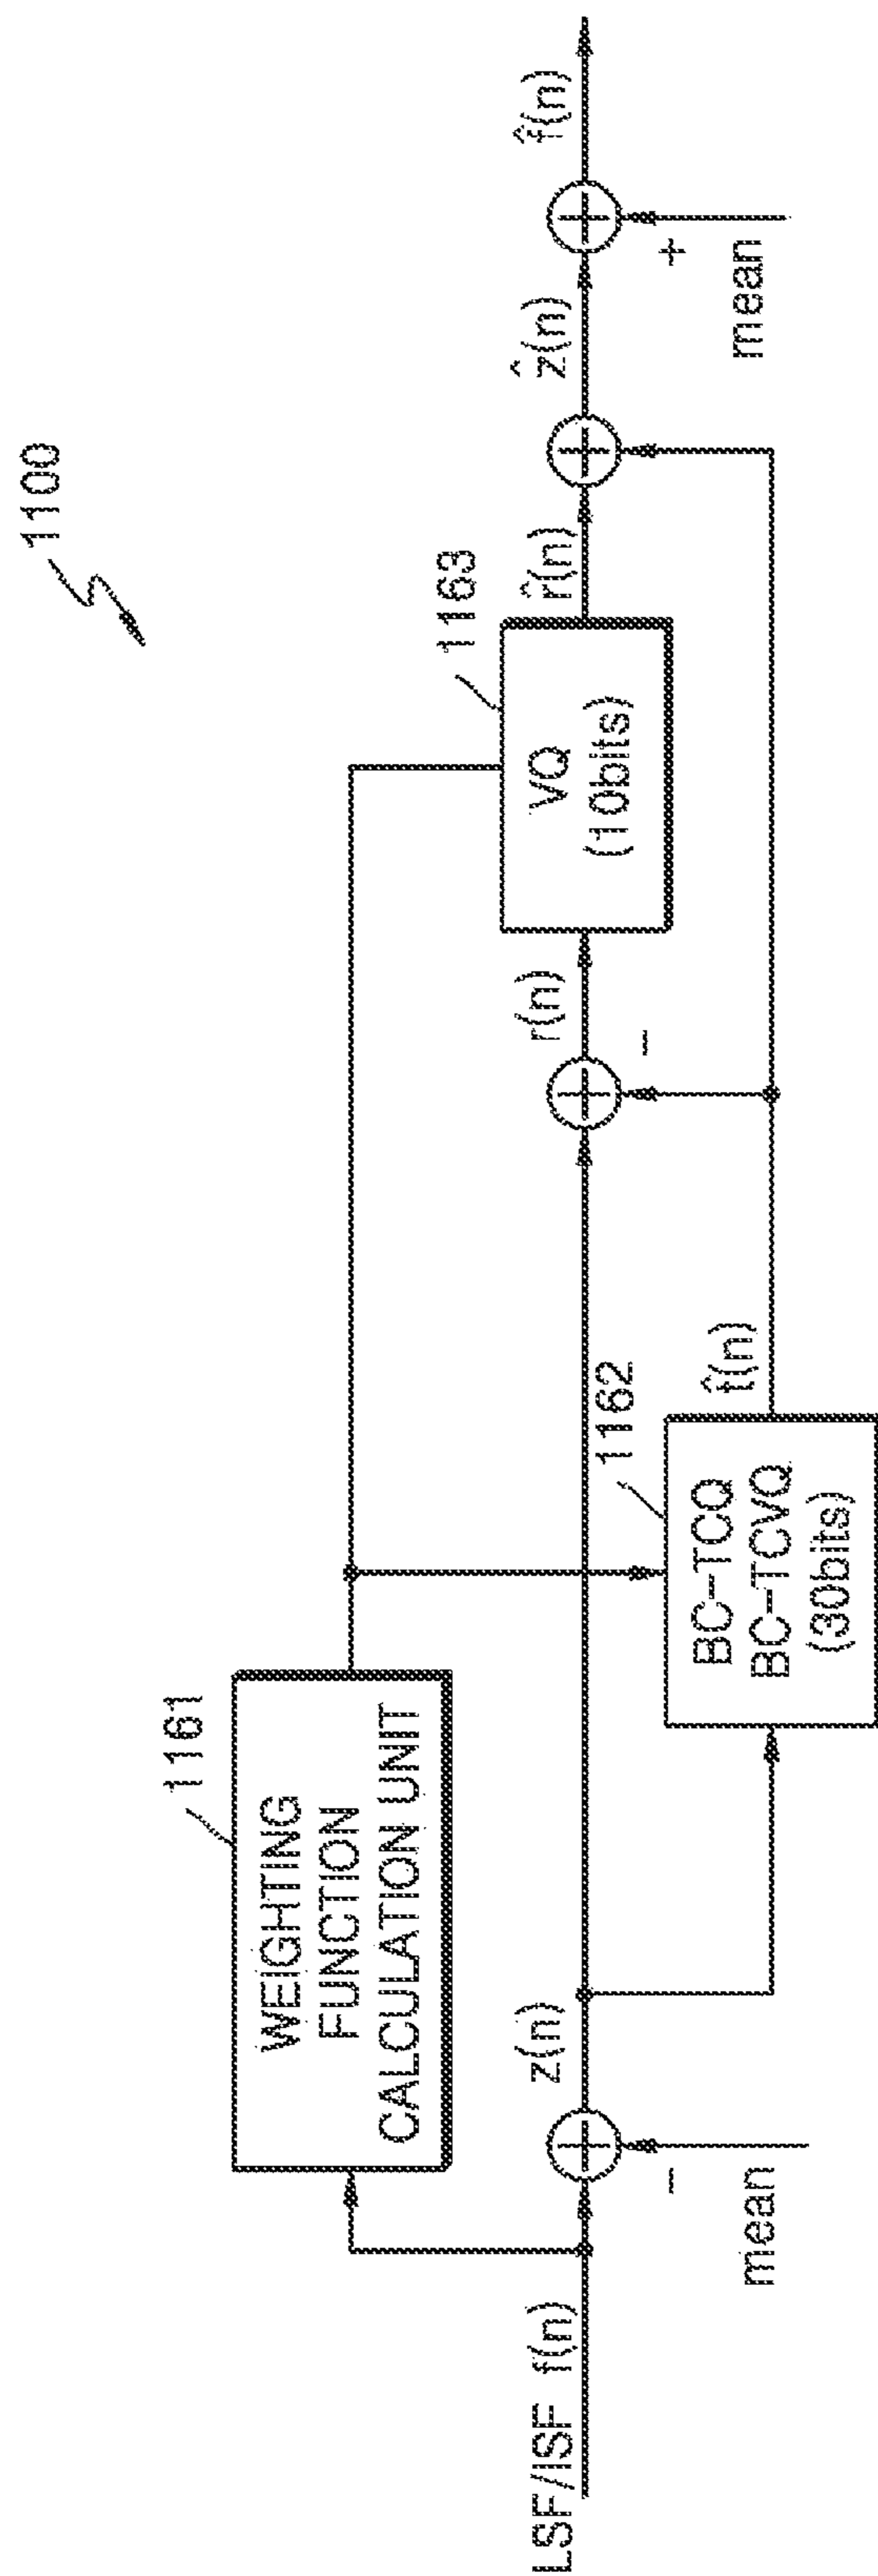 1100
1161
WEIGHTING
FUNCTION
CALCULATION UNIT
1163
VQ
(10bits)
LSF/ISF f(n)
z(n)
r(n)
r̂(n)
ẑ(n)
f̂(n)
-
mean
-
+
mean
1162
BC-TCQ
BC-TCVQ
(30bits)
t̂(n)